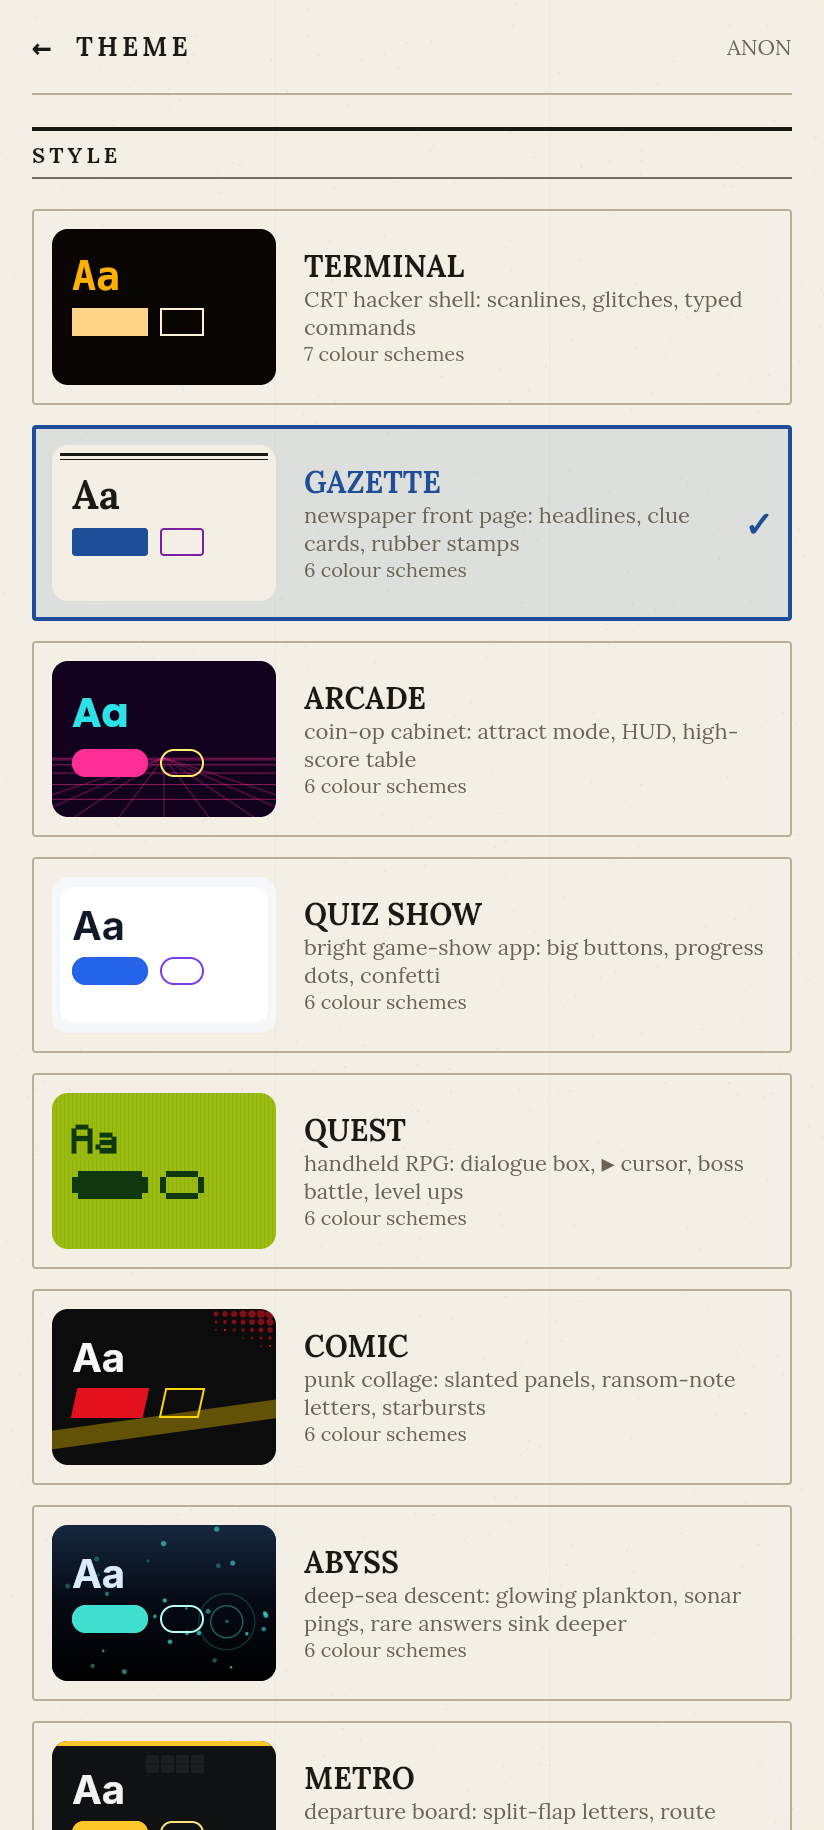 ← THEME
ANON
STYLE
Aa
TERMINAL
CRT hacker shell: scanlines, glitches, typed
commands
7 colour schemes
Aa
GAZETTE
newspaper front page: headlines, clue
cards, rubber stamps
6 colour schemes
✓
Aa
ARCADE
coin-op cabinet: attract mode, HUD, high-
score table
6 colour schemes
Aa
QUIZ SHOW
bright game-show app: big buttons, progress
dots, confetti
6 colour schemes
Aa
QUEST
handheld RPG: dialogue box, ▶ cursor, boss
battle, level ups
6 colour schemes
Aa
COMIC
punk collage: slanted panels, ransom-note
letters, starbursts
6 colour schemes
Aa
ABYSS
deep-sea descent: glowing plankton, sonar
pings, rare answers sink deeper
6 colour schemes
Aa
METRO
departure board: split-flap letters, route